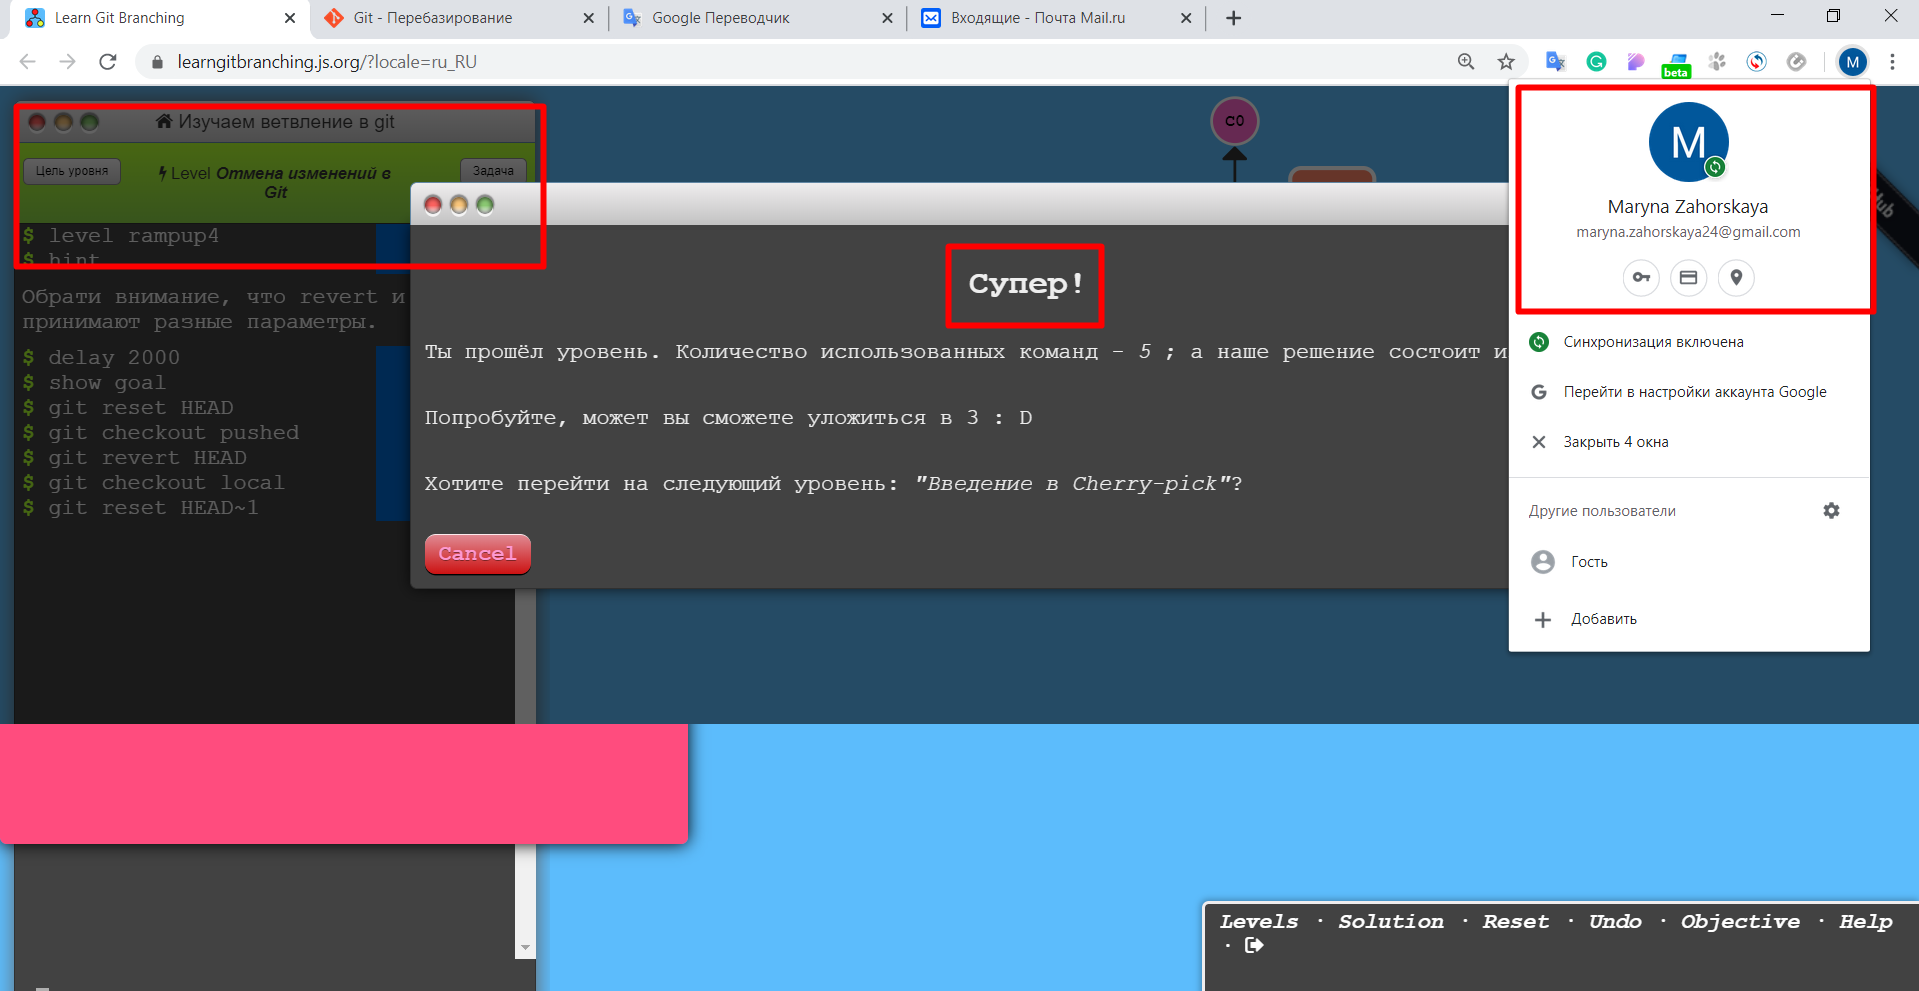 Learn Git Branching
Git - Перебазирование
Google Переводчик
Входящие - Почта Mail.ru
learngitbranching.js.org/?locale=ru_RU
beta
M
Изучаем ветвление в git
Цель уровня
Level Отмена изменений в Git
Задача
$ level rampup4
$ hint
Обрати внимание, что revert и
принимают разные параметры.
$ delay 2000
$ show goal
$ git reset HEAD
$ git checkout pushed
$ git revert HEAD
$ git checkout local
$ git reset HEAD~1
C0
Супер!
Ты прошёл уровень. Количество использованных команд - 5 ; а наше решение состоит и
Попробуйте, может вы сможете уложиться в 3 : D
Хотите перейти на следующий уровень: "Введение в Cherry-pick"?
Cancel
M
Maryna Zahorskaya
maryna.zahorskaya24@gmail.com
Синхронизация включена
G Перейти в настройки аккаунта Google
Закрыть 4 окна
Другие пользователи
Гость
Добавить
Levels · Solution · Reset · Undo · Objective · Help
·